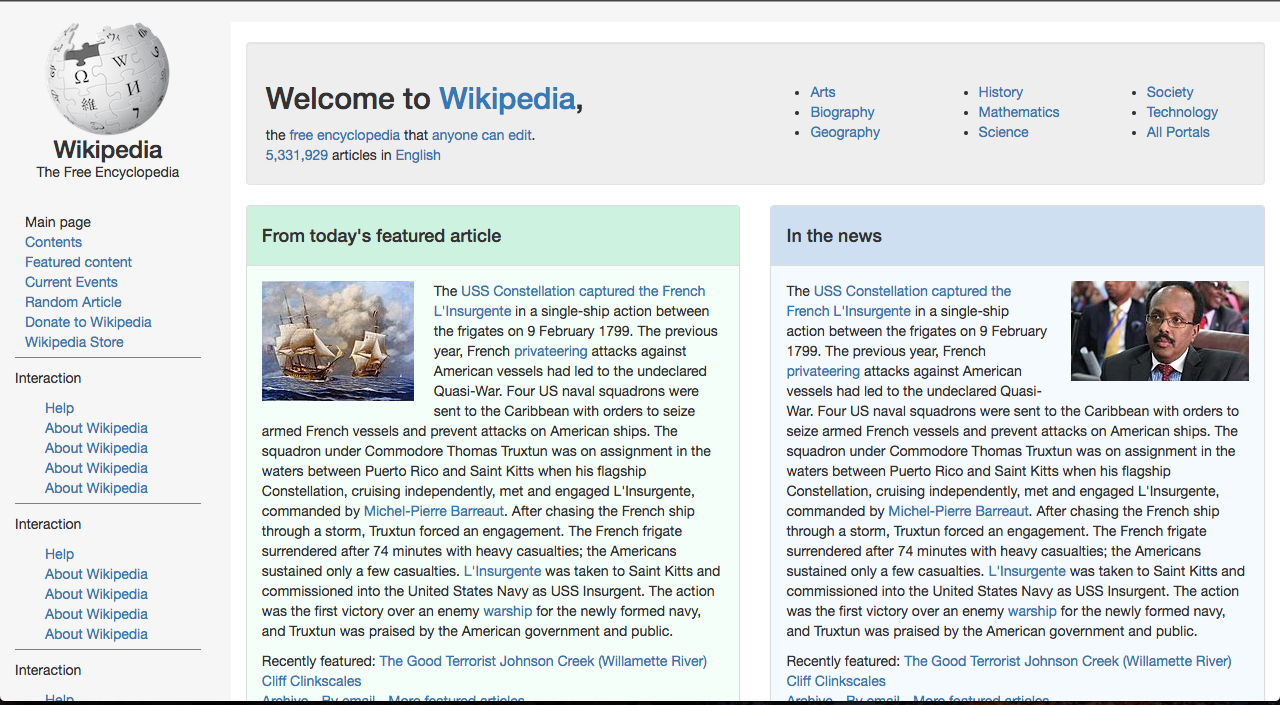 Wikipedia
The Free Encyclopedia
Main page
Contents
Featured content
Current Events
Random Article
Donate to Wikipedia
Wikipedia Store
Interaction
Help
About Wikipedia
About Wikipedia
About Wikipedia
About Wikipedia
Interaction
Help
About Wikipedia
About Wikipedia
About Wikipedia
About Wikipedia
Interaction
Help
Welcome to Wikipedia,
the free encyclopedia that anyone can edit.
5,331,929 articles in English
Arts
Biography
Geography
History
Mathematics
Science
Society
Technology
All Portals
From today's featured article
The USS Constellation captured the French
L'Insurgente in a single-ship action between
the frigates on 9 February 1799. The previous
year, French privateering attacks against
American vessels had led to the undeclared
Quasi-War. Four US naval squadrons were
sent to the Caribbean with orders to seize
armed French vessels and prevent attacks on American ships. The
squadron under Commodore Thomas Truxtun was on assignment in the
waters between Puerto Rico and Saint Kitts when his flagship
Constellation, cruising independently, met and engaged L'Insurgente,
commanded by Michel-Pierre Barreaut. After chasing the French ship
through a storm, Truxtun forced an engagement. The French frigate
surrendered after 74 minutes with heavy casualties; the Americans
sustained only a few casualties. L'Insurgente was taken to Saint Kitts and
commissioned into the United States Navy as USS Insurgent. The action
was the first victory over an enemy warship for the newly formed navy,
and Truxtun was praised by the American government and public.
Recently featured: The Good Terrorist Johnson Creek (Willamette River)
Cliff Clinkscales
Archive By email More featured articles
In the news
The USS Constellation captured the
French L'Insurgente in a single-ship
action between the frigates on 9 February
1799. The previous year, French
privateering attacks against American
vessels had led to the undeclared Quasi-
War. Four US naval squadrons were sent to the Caribbean with orders to
seize armed French vessels and prevent attacks on American ships. The
squadron under Commodore Thomas Truxtun was on assignment in the
waters between Puerto Rico and Saint Kitts when his flagship
Constellation, cruising independently, met and engaged L'Insurgente,
commanded by Michel-Pierre Barreaut. After chasing the French ship
through a storm, Truxtun forced an engagement. The French frigate
surrendered after 74 minutes with heavy casualties; the Americans
sustained only a few casualties. L'Insurgente was taken to Saint Kitts and
commissioned into the United States Navy as USS Insurgent. The action
was the first victory over an enemy warship for the newly formed navy,
and Truxtun was praised by the American government and public.
Recently featured: The Good Terrorist Johnson Creek (Willamette River)
Cliff Clinkscales
Archive By email More featured articles